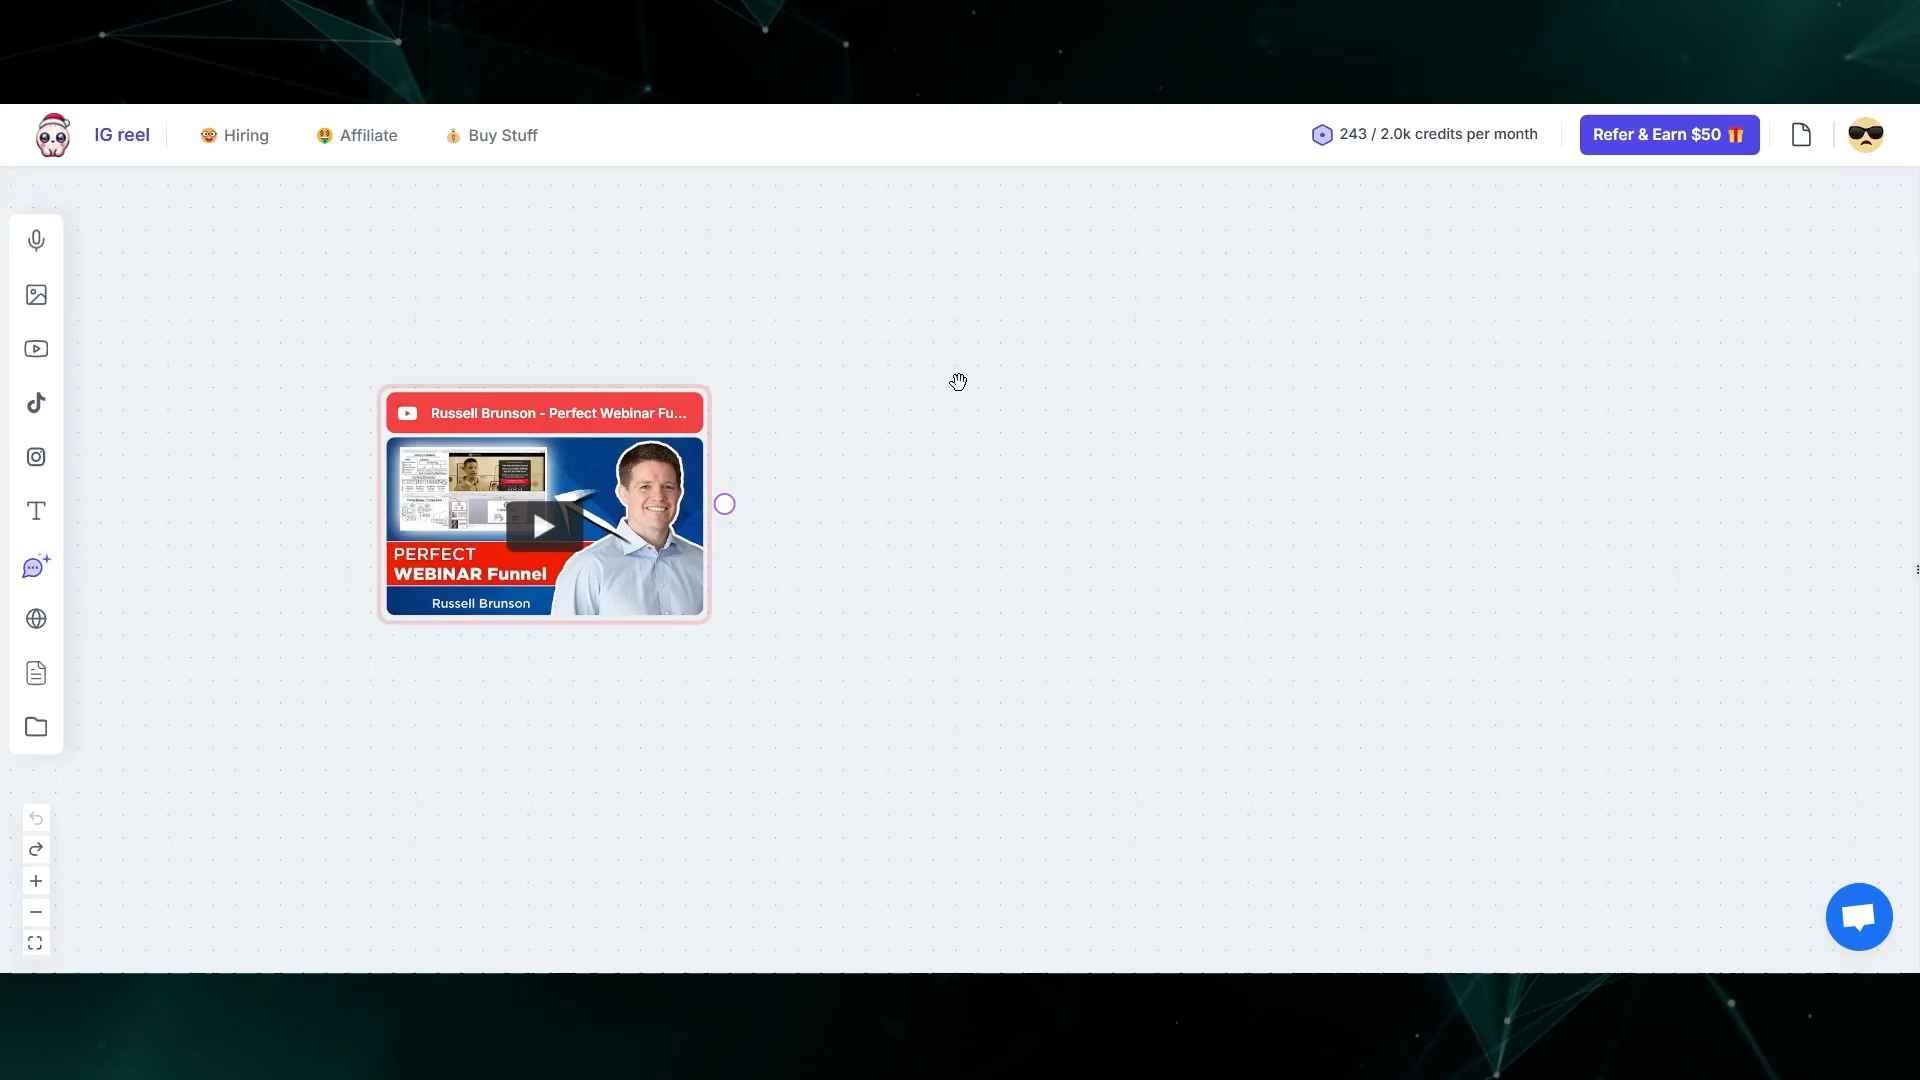 IG reel
Hiring
Affiliate
Buy Stuff
243 / 2.0k credits per month
Refer & Earn $50
Russell Brunson - Perfect Webinar Fu...
PERFECT
WEBINAR Funnel
Russell Brunson